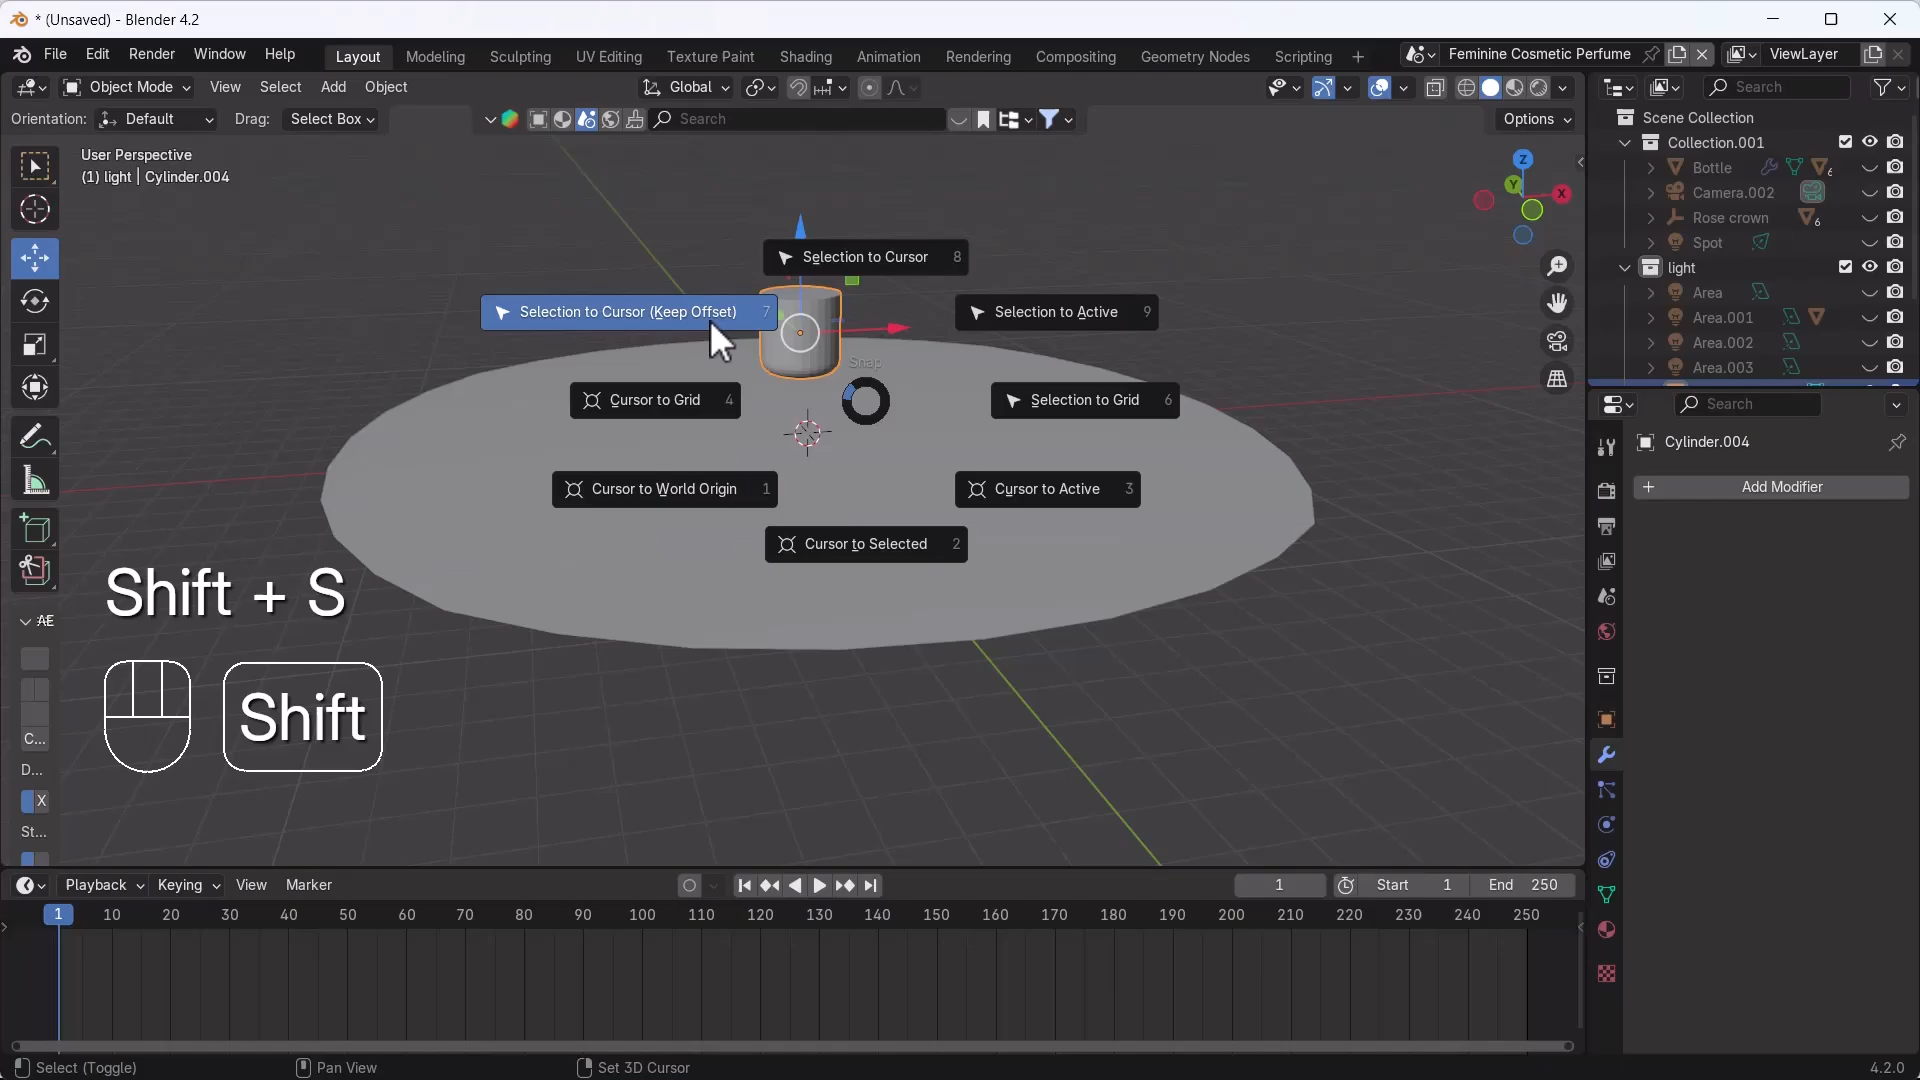 * (Unsaved) - Blender 4.2
File Edit Render Window Help Layout Modeling Sculpting UV Editing Texture Paint Shading Animation Rendering Compositing Geometry Nodes Scripting Feminine Cosmetic Perfume ViewLayer
Object Mode View Select Add Object Global Search
Orientation: Default Drag: Select Box Search Options
Scene Collection
User Perspective
(1) light | Cylinder.004
Collection.001
Bottle 6
Camera.002
Rose crown 6
Spot
light
Area
Area.001
Area.002
Area.003
Z
Y
X
Selection to Cursor 8
Selection to Cursor (Keep Offset) 7
Selection to Active 9
Snap
Cursor to Grid 4
Selection to Grid 6
Cursor to World Origin 1
Cursor to Active 3
Cursor to Selected 2
Search
Cylinder.004
Add Modifier
Shift + S
Shift
AE
C...
D...
X
St...
Playback Keying View Marker 1 Start 1 End 250
1 10 20 30 40 50 60 70 80 90 100 110 120 130 140 150 160 170 180 190 200 210 220 230 240 250
Select (Toggle) Pan View Set 3D Cursor 4.2.0